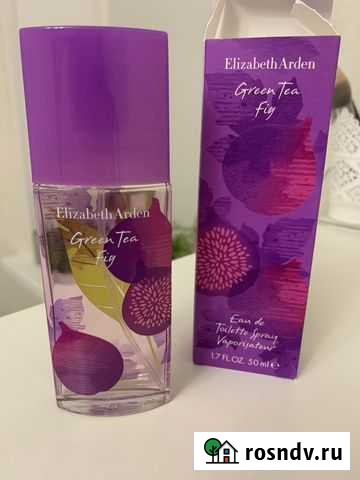 Elizabeth Arden
Green Tea
Fig
Elizabeth Arden
Green Tea
Fig
Eau de
Toilette Spray
Vaporisateur
1.7 FL.OZ. 50 ml e
rosndv.ru